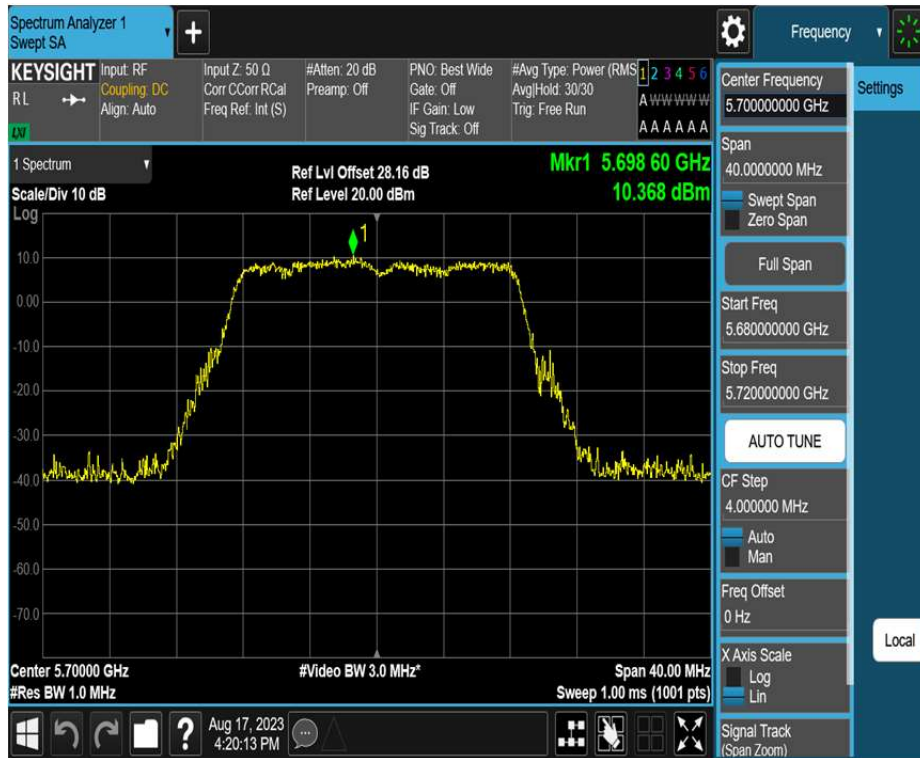 Spectrum Analyzer 1
Swept SA
+
Frequency
KEYSIGHT
RL
LXI
Input: RF
Coupling: DC
Align: Auto
Input Z: 50 Ω
Corr CCorr RCal
Freq Ref: Int (S)
#Atten: 20 dB
Preamp: Off
PNO: Best Wide
Gate: Off
IF Gain: Low
Sig Track: Off
#Avg Type: Power (RMS
Avg|Hold: 30/30
Trig: Free Run
1 2 3 4 5 6
A W W W W W
A A A A A A
1 Spectrum
Scale/Div 10 dB
Log
Ref Lvl Offset 28.16 dB
Ref Level 20.00 dBm
Mkr1 5.698 60 GHz
10.368 dBm
1
10.0
0.00
-10.0
-20.0
-30.0
-40.0
-50.0
-60.0
-70.0
Center 5.70000 GHz
#Res BW 1.0 MHz
#Video BW 3.0 MHz*
Span 40.00 MHz
Sweep 1.00 ms (1001 pts)
Aug 17, 2023
4:20:13 PM
?
Center Frequency
5.70000000 GHz
Span
40.0000000 MHz
Swept Span
Zero Span
Full Span
Start Freq
5.680000000 GHz
Stop Freq
5.720000000 GHz
AUTO TUNE
CF Step
4.000000 MHz
Auto
Man
Freq Offset
0 Hz
X Axis Scale
Log
Lin
Signal Track
(Span Zoom)
Settings
Local